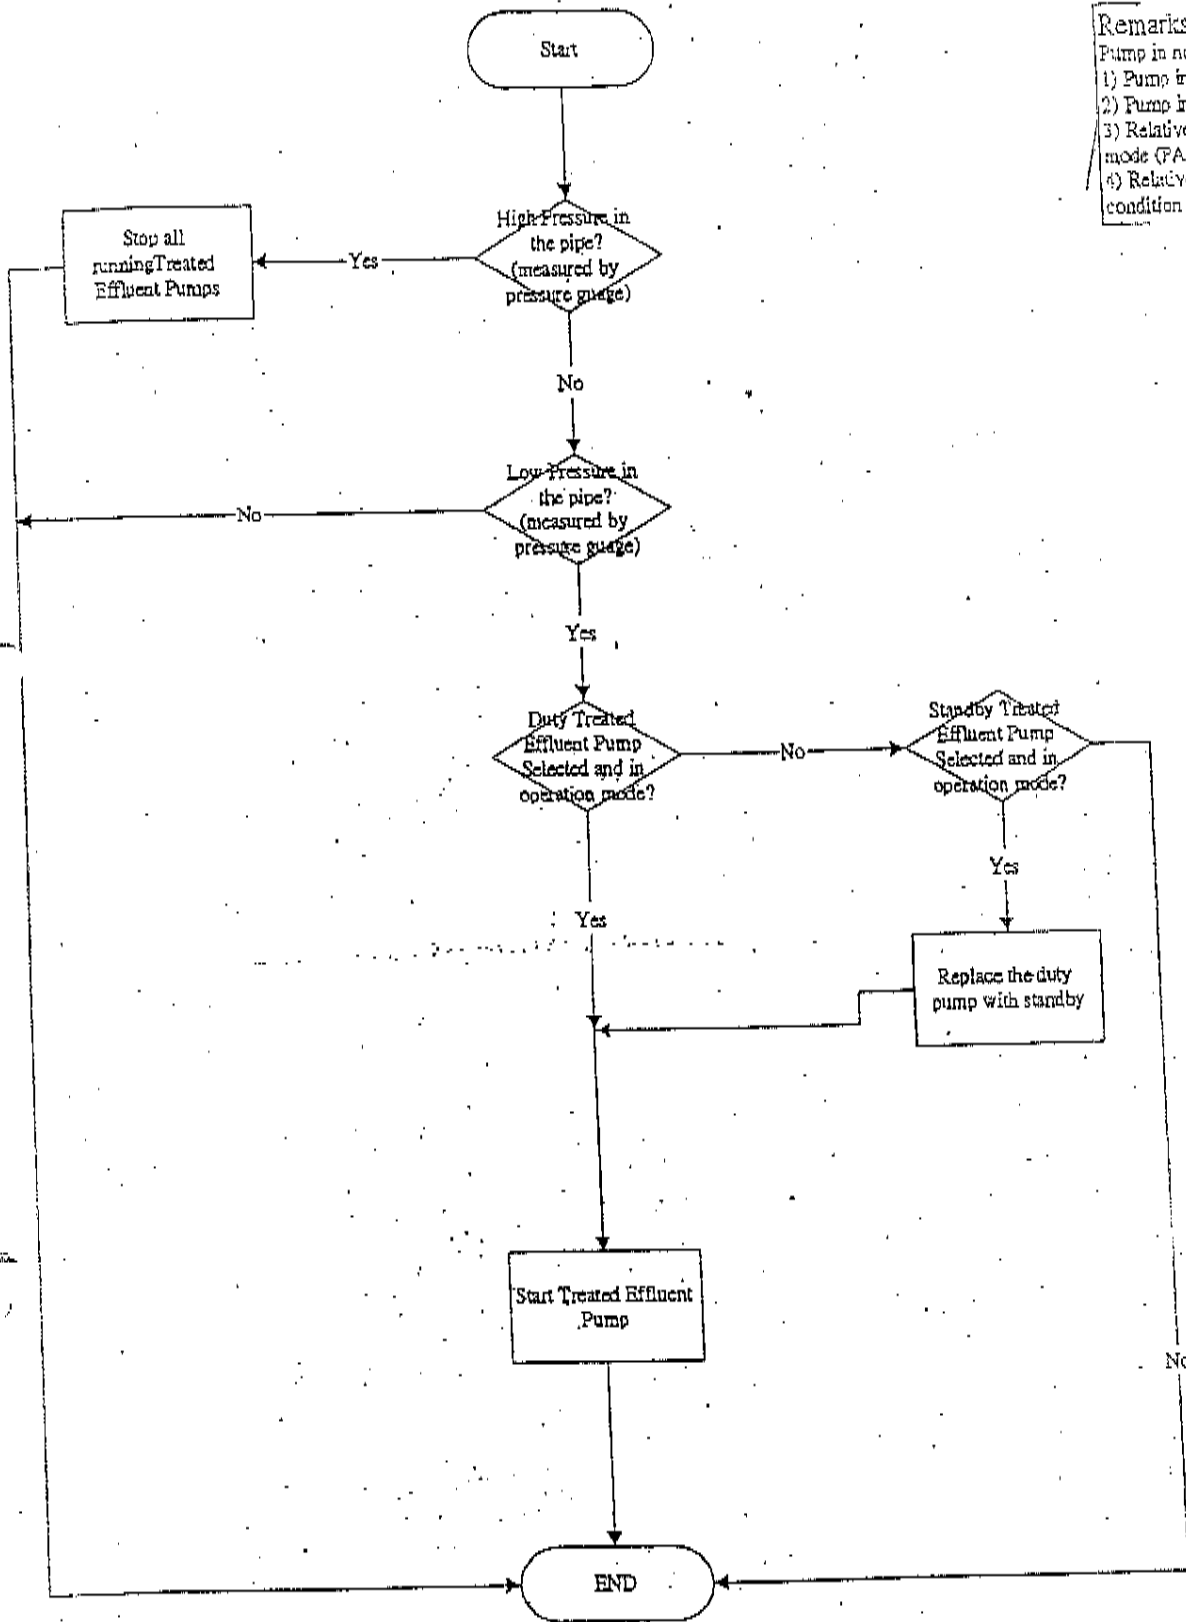 Start
Remarks
Pump in
1) Pump
2) Pump
3) Relative
mode (PA
4) Relative
condition
High Pressure in
the pipe?
(measured by
pressure guage)
Yes
Stop all
runningTreated
Effluent Pumps
No
Low Pressure in
the pipe?
(measured by
pressure guage)
No
Yes
Duty Treated
Effluent Pump
Selected and in
operation mode?
No
Standby Treated
Effluent Pump
Selected and in
operation mode?
Yes
Yes
Replace the duty
pump with standby
Start Treated Effluent
Pump
No
END